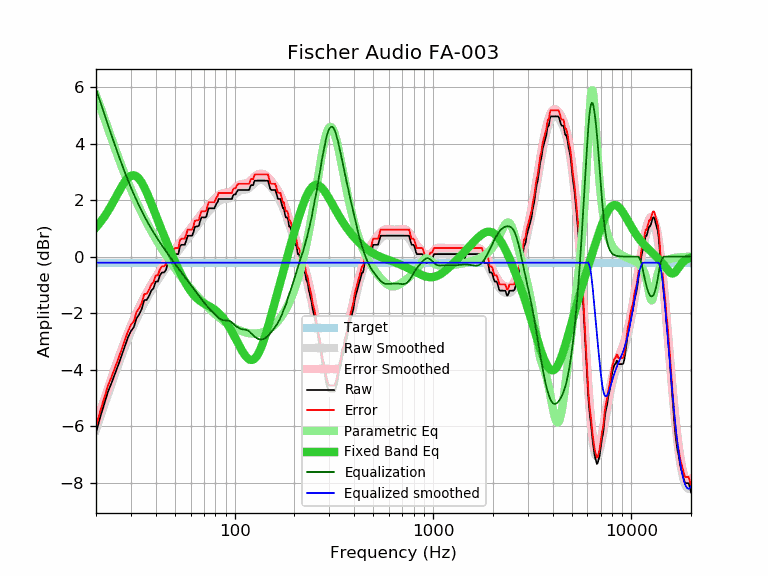 Fischer Audio FA-003
6
4
2
0
−2
−4
−6
−8
Amplitude (dBr)
Target
Raw Smoothed
Error Smoothed
Raw
Error
Parametric Eq
Fixed Band Eq
Equalization
Equalized smoothed
100
1000
10000
Frequency (Hz)